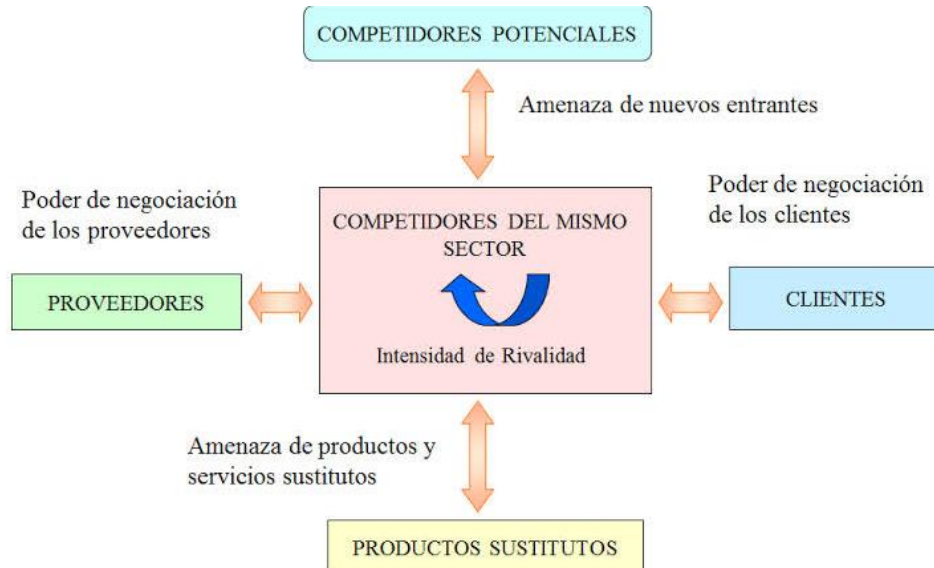 COMPETIDORES POTENCIALES
Amenaza de nuevos entrantes
Poder de negociación
de los proveedores
Poder de negociación
de los clientes
COMPETIDORES DEL MISMO
SECTOR
PROVEEDORES
CLIENTES
Intensidad de Rivalidad
Amenaza de productos y
servicios sustitutos
PRODUCTOS SUSTITUTOS